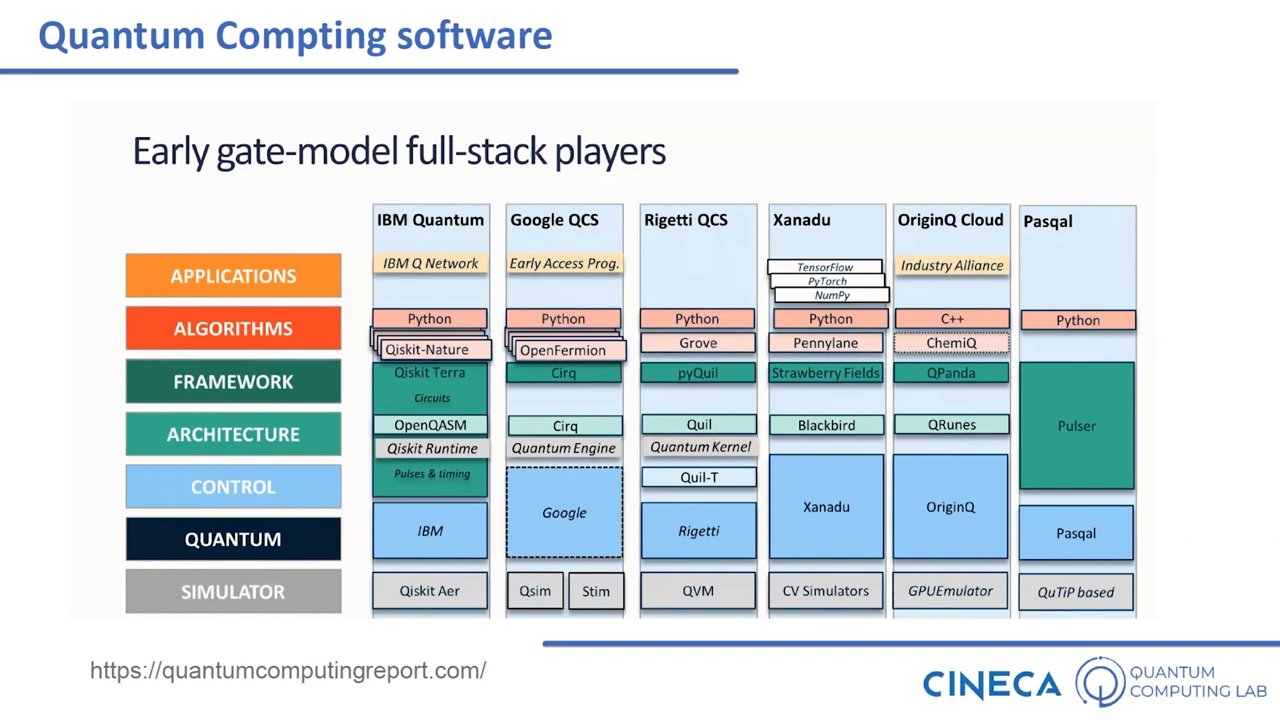 Quantum Compting software
Early gate-model full-stack players
IBM Quantum
Google QCS
Rigetti QCS
Xanadu
OriginQ Cloud
Pasqal
APPLICATIONS
IBM Q Network
Early Access Prog.
TensorFlow
PyTorch
NumPy
Industry Alliance
ALGORITHMS
Python
Python
Python
Python
C++
Python
Qiskit-Nature
OpenFermion
Grove
Pennylane
ChemiQ
FRAMEWORK
Qiskit Terra
Circuits
Cirq
pyQuil
Strawberry Fields
QPanda
ARCHITECTURE
OpenQASM
Cirq
Quil
Blackbird
QRunes
Pulser
Qiskit Runtime
Quantum Engine
Quantum Kernel
CONTROL
Pulses & timing
Quil-T
QUANTUM
IBM
Google
Rigetti
Xanadu
OriginQ
Pasqal
SIMULATOR
Qiskit Aer
Qsim
Stim
QVM
CV Simulators
GPUEmulator
QuTiP based
https://quantumcomputingreport.com/
CINECA
QUANTUM
COMPUTING LAB